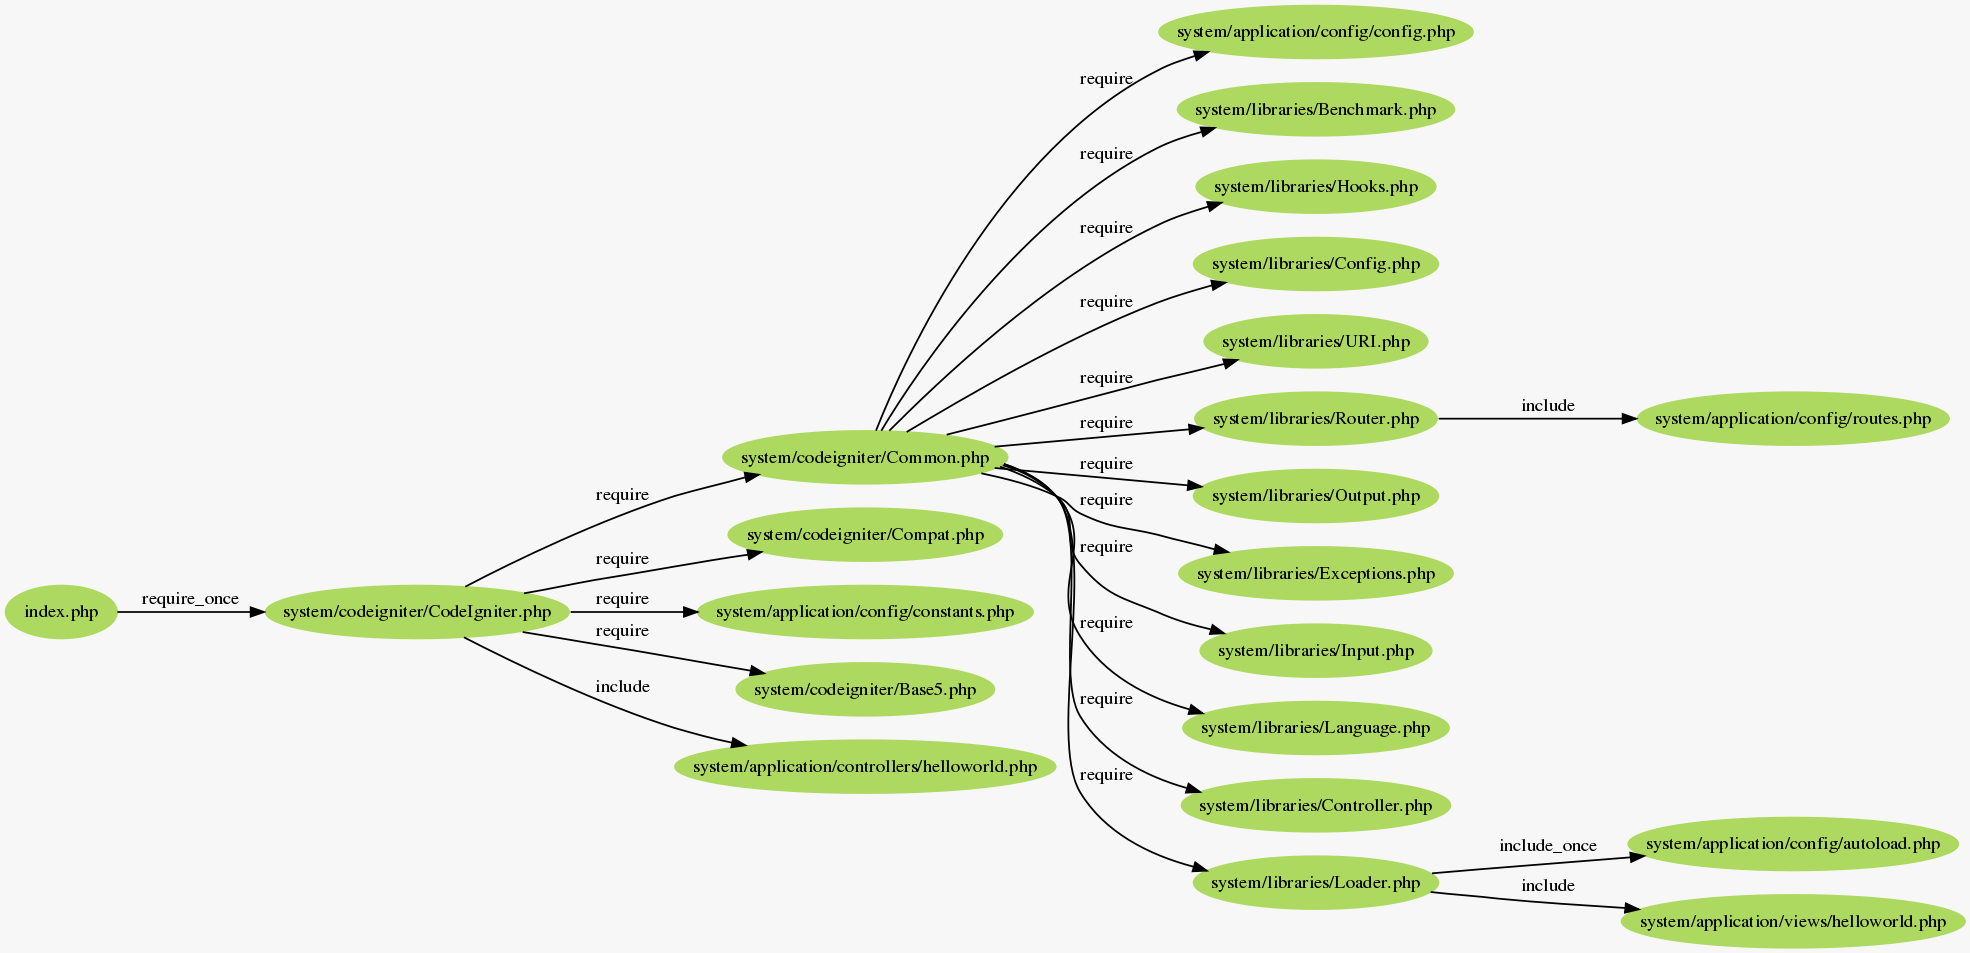 system/application/config/config.php
require
system/libraries/Benchmark.php
require
system/libraries/Hooks.php
require
system/libraries/Config.php
require
system/libraries/URI.php
require
system/libraries/Router.php
include
system/application/config/routes.php
require
system/codeigniter/Common.php
require
system/libraries/Output.php
require
require
system/codeigniter/Compat.php
require
system/libraries/Exceptions.php
require
index.php
require_once
system/codeigniter/CodeIgniter.php
require
system/application/config/constants.php
require
system/libraries/Input.php
require
system/codeigniter/Base5.php
require
system/libraries/Language.php
include
system/application/controllers/helloworld.php
require
system/libraries/Controller.php
require
system/libraries/Loader.php
include_once
system/application/config/autoload.php
include
system/application/views/helloworld.php